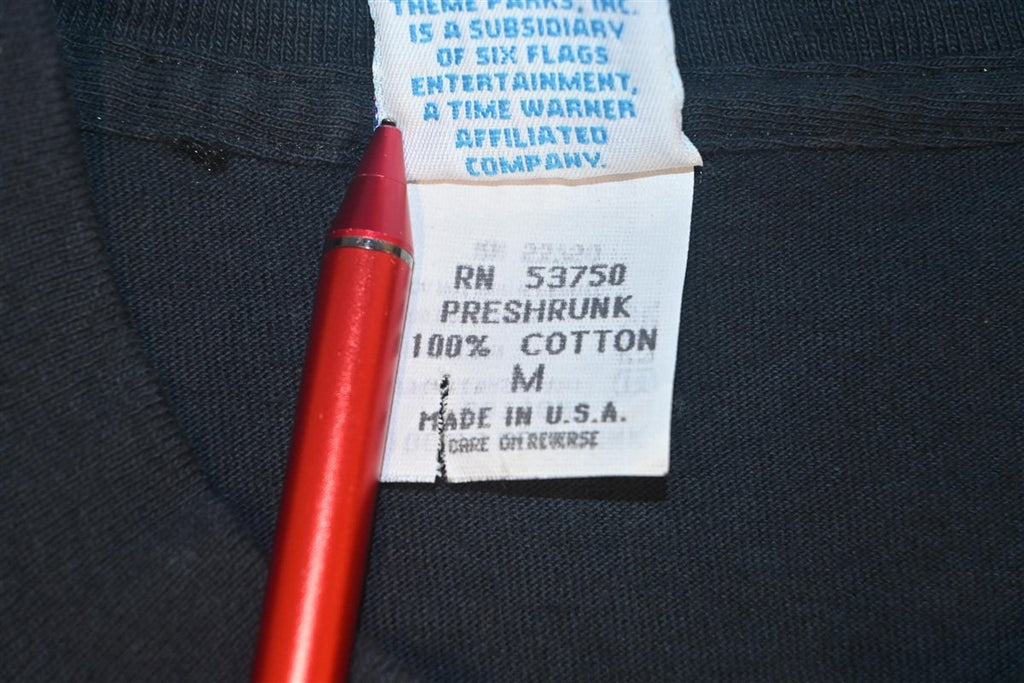 THEME PARKS, INC.
IS A SUBSIDIARY
OF SIX FLAGS
ENTERTAINMENT,
A TIME WARNER
AFFILIATED
COMPANY.
RN 53750
PRESHRUNK
100% COTTON
M
MADE IN U.S.A.
CARE ON REVERSE